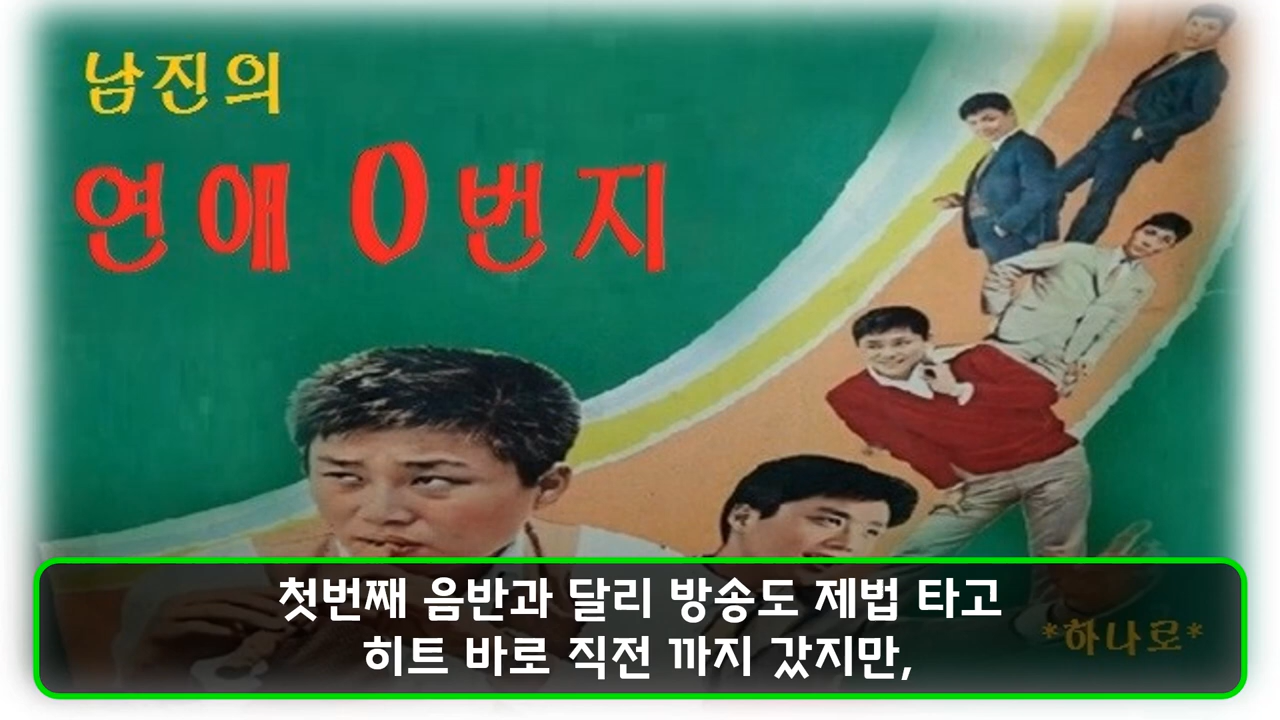 남진의
연애 0번지
첫번째 음반과 달리 방송도 제법 타고
히트 바로 직전 까지 갔지만,
*하나로*